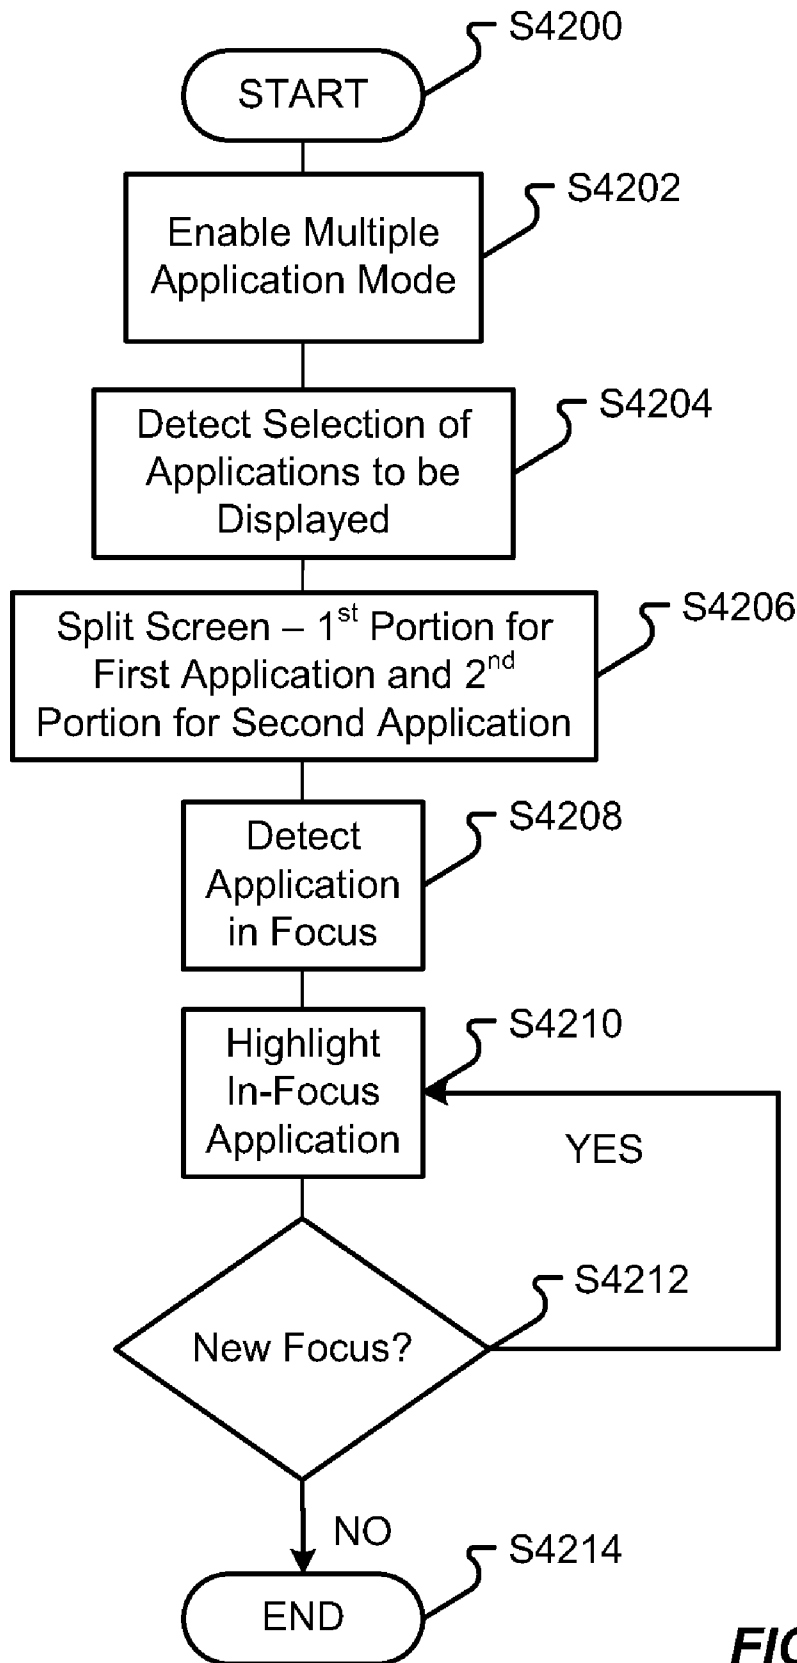 START
S4200
Enable Multiple
Application Mode
S4202
Detect Selection of
Applications to be
Displayed
S4204
Split Screen – 1st Portion for
First Application and 2nd
Portion for Second Application
S4206
Detect
Application
in Focus
S4208
Highlight
In-Focus
Application
S4210
YES
New Focus?
S4212
NO
END
S4214
FIG